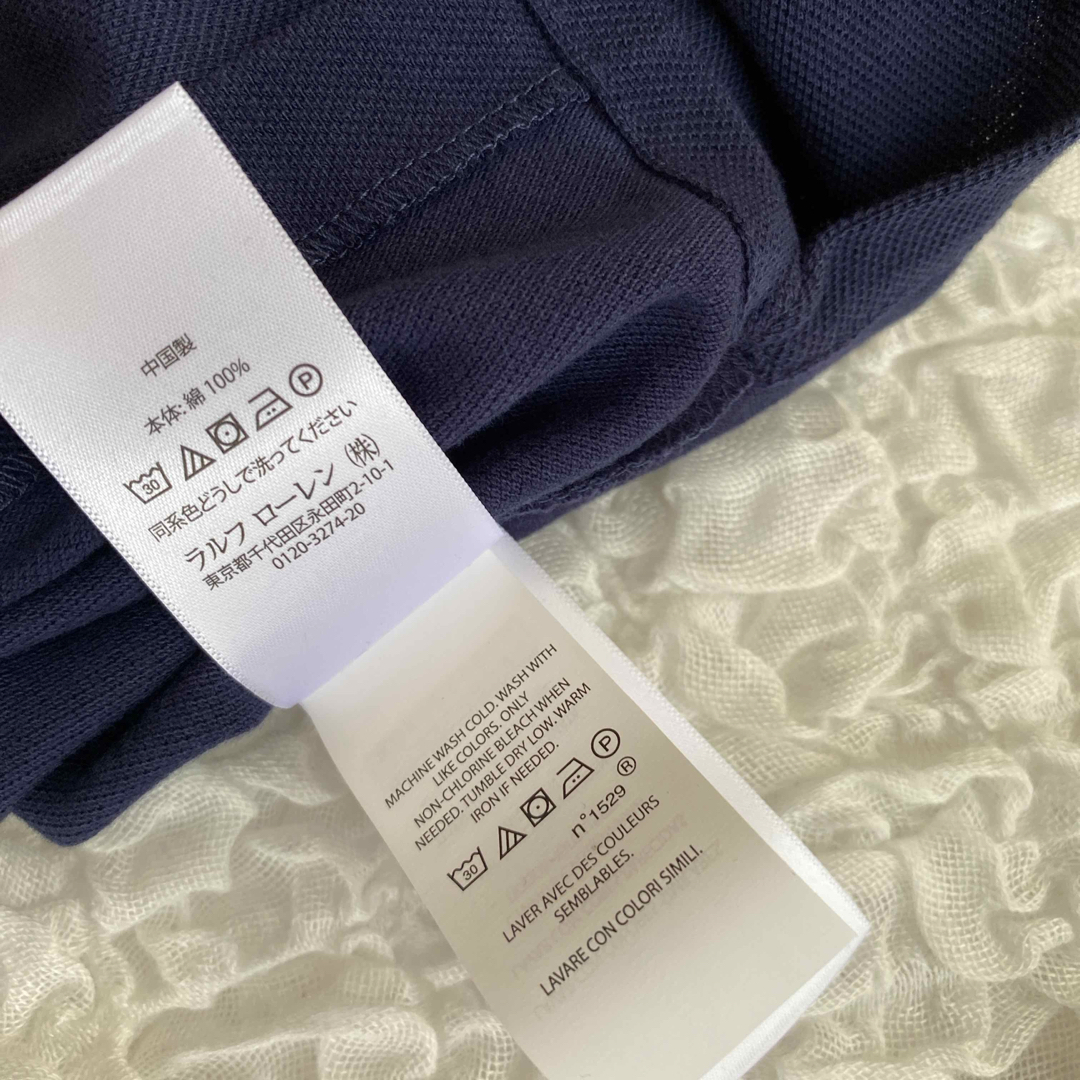 中国製
本体: 綿 100%
30 P
同系色どうしで洗ってください
ラルフ ローレン (株)
東京都千代田区永田町2-10-1
0120-3274-20
MACHINE WASH COLD. WASH WITH
LIKE COLORS. ONLY
NON-CHLORINE BLEACH WHEN
NEEDED. TUMBLE DRY LOW. WARM
IRON IF NEEDED.
30 P
n°1529 ®
LAVER AVEC DES COULEURS
SEMBLABLES.
LAVARE CON COLORI SIMILI.